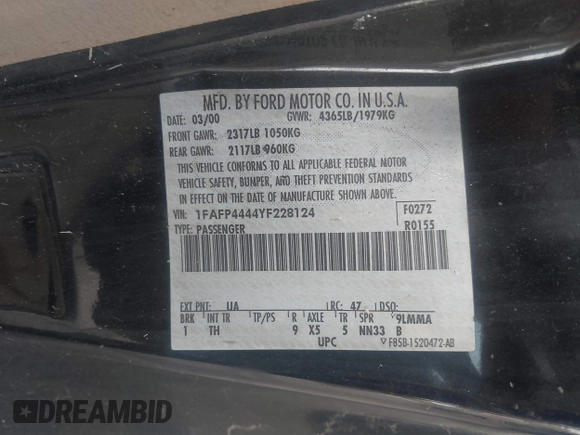 MFD. BY FORD MOTOR CO. IN U.S.A.
DATE: 03/00 GVWR: 4365LB/1979KG
FRONT GAWR: 2317LB 1050KG
REAR GAWR: 2117LB 960KG
THIS VEHICLE CONFORMS TO ALL APPLICABLE FEDERAL MOTOR
VEHICLE SAFETY, BUMPER, AND THEFT PREVENTION STANDARDS
IN EFFECT ON THE DATE OF MANUFACTURE SHOWN ABOVE.
VIN: 1FAFP4444YF228124 F0272
TYPE: PASSENGER R0155
EXT PNT: UA RC: 47 DSO:
BRK INT TR TP/PS R AXLE TR SPR 9LMMA
1 TH 9 X5 5 NN33 B
UPC F85B-1520472-AB
DREAMBID